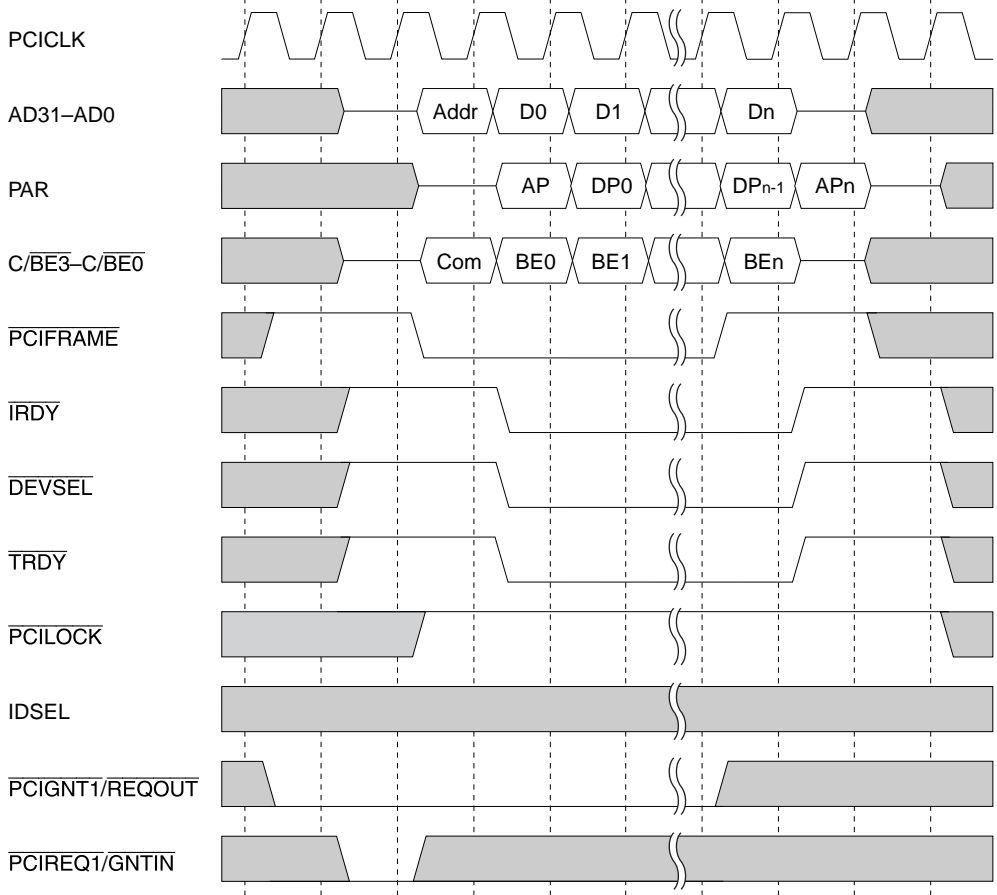 PCICLK
AD31–AD0 Addr D0 D1 Dn
PAR AP DP0 DPn-1 APn
C/BE3–C/BE0 Com BE0 BE1 BEn
PCIFRAME
IRDY
DEVSEL
TRDY
PCILOCK
IDSEL
PCIGNT1/REQOUT
PCIREQ1/GNTIN